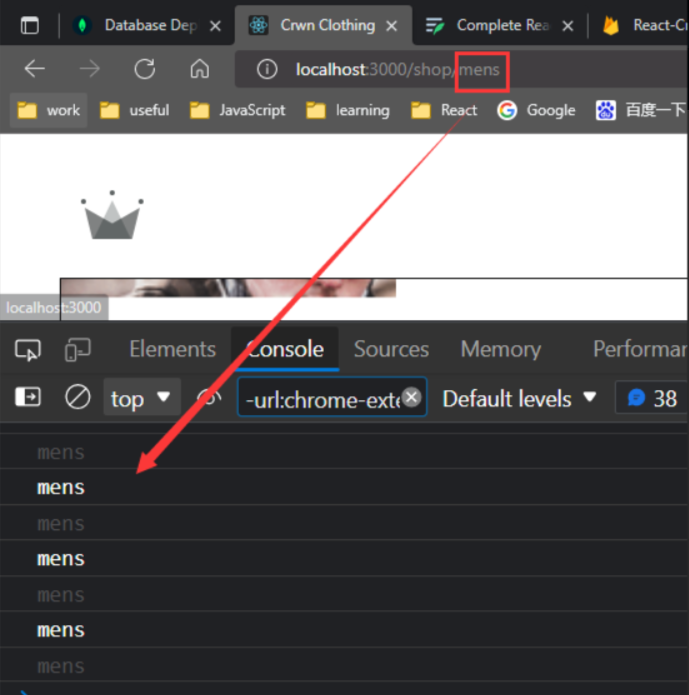 Database Dep
Crwn Clothing
Complete Rea
React-Cr
localhost:3000/shop/mens
work useful JavaScript learning React Google 百度一下
localhost:3000
Elements Console Sources Memory Performar
top -url:chrome-exte Default levels 38
mens
mens
mens
mens
mens
mens
mens